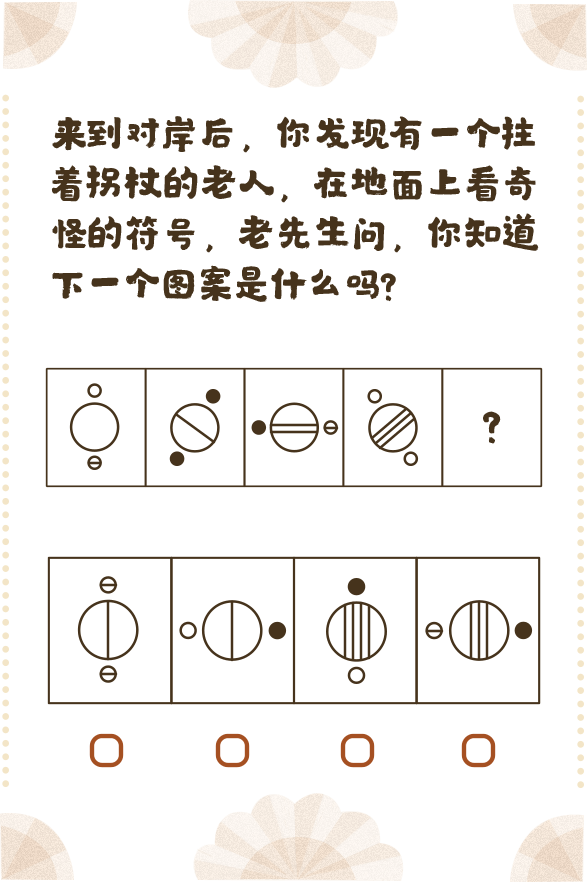 来到对岸后，你发现有一个拄
着拐杖的老人，在地面上看奇
怪的符号，老先生问，你知道
下一个图案是什么吗?
?